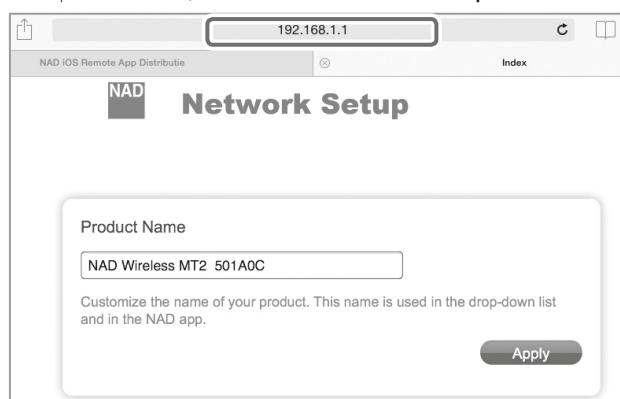 192.168.1.1
NAD iOS Remote App Distributie
Index
NAD
Network Setup
Product Name
NAD Wireless MT2 501A0C
Customize the name of your product. This name is used in the drop-down list
and in the NAD app.
Apply